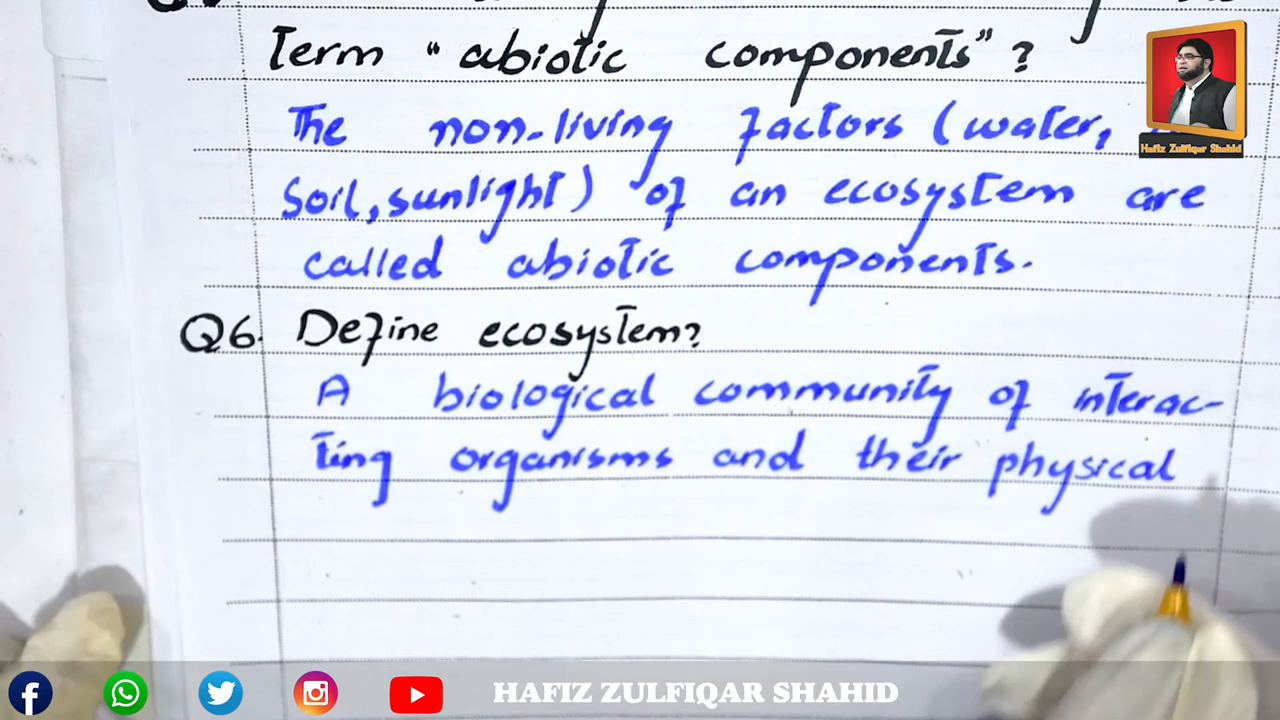 Term "abiotic components"?
The non-living factors (water,
Soil, sunlight) of an ecosystem are
called abiotic components.
Q6. Define ecosystem?
A biological community of interac-
ting organisms and their physical
Hafiz Zulfiqar Shahid
HAFIZ ZULFIQAR SHAHID